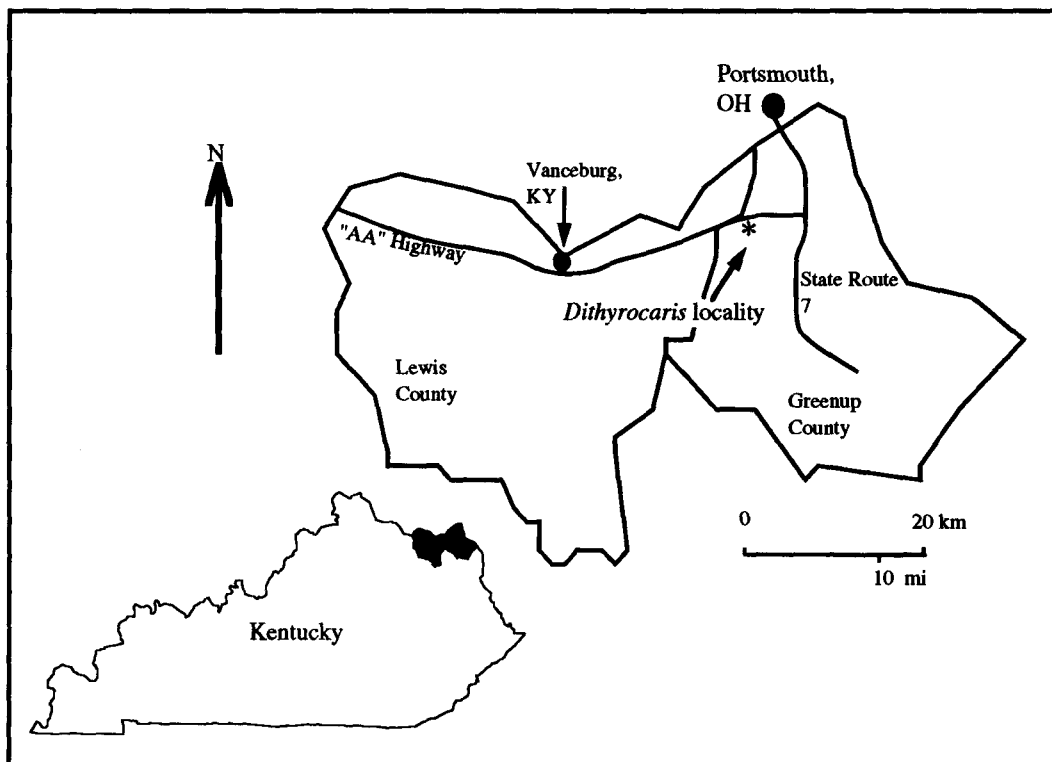 Portsmouth,
OH
N
Vanceburg,
KY
"AA" Highway
*
State Route
7
Dithyrocaris locality
Lewis
County
Greenup
County
0 20 km
10 mi
Kentucky